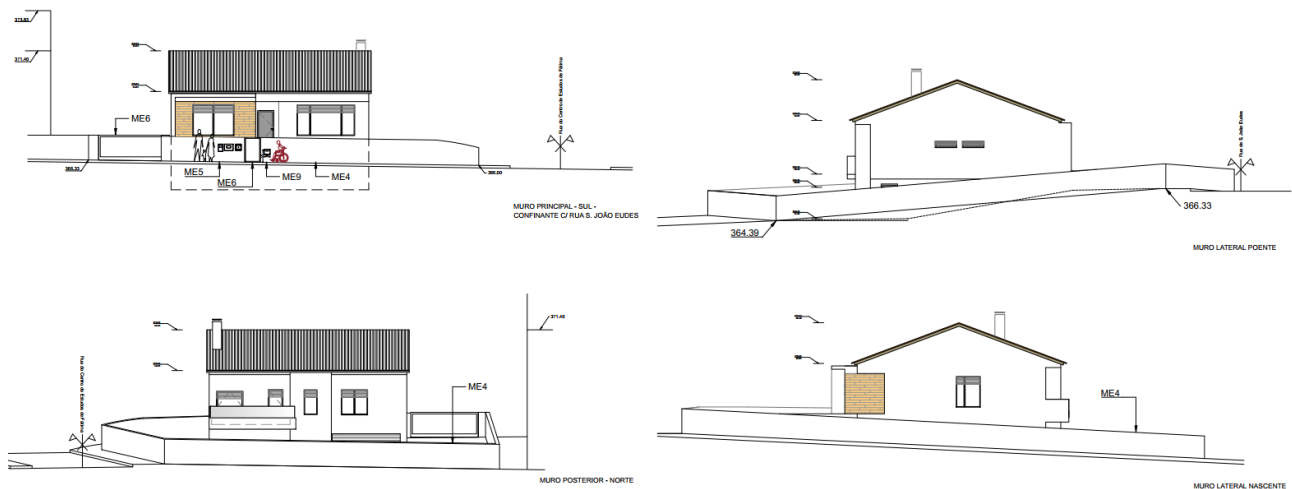 373.83
371.40
ME6
366.33
ME5
ME6
ME9
ME4
366.00
Rua do Centro de Estudos de Fátima
MURO PRINCIPAL - SUL -
CONFINANTE C/ RUA S. JOÃO EUDES
Rua de S. João Eudes
364.39
366.33
MURO LATERAL POENTE
371.40
Rua do Centro de Estudos de Fátima
ME4
MURO POSTERIOR - NORTE
ME4
MURO LATERAL NASCENTE